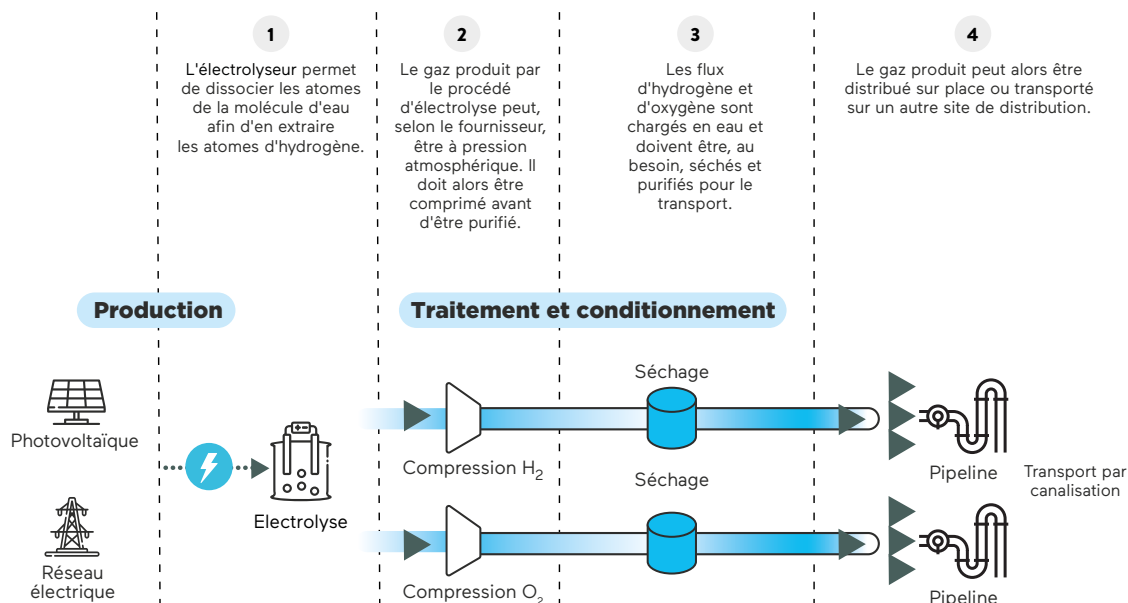 1
L'électrolyseur permet
de dissocier les atomes
de la molécule d'eau
afin d'en extraire
les atomes d'hydrogène.
2
Le gaz produit par
le procédé
d'électrolyse peut,
selon le fournisseur,
être à pression
atmosphérique. Il
doit alors être
comprimé avant
d'être purifié.
3
Les flux
d'hydrogène et
d'oxygène sont
chargés en eau et
doivent être, au
besoin, séchés et
purifiés pour le
transport.
4
Le gaz produit peut alors être
distribué sur place ou transporté
sur un autre site de distribution.
Production
Traitement et conditionnement
Photovoltaïque
Réseau
électrique
Electrolyse
Compression H₂
Séchage
Pipeline
Transport par
canalisation
Compression O₂
Séchage
Pipeline